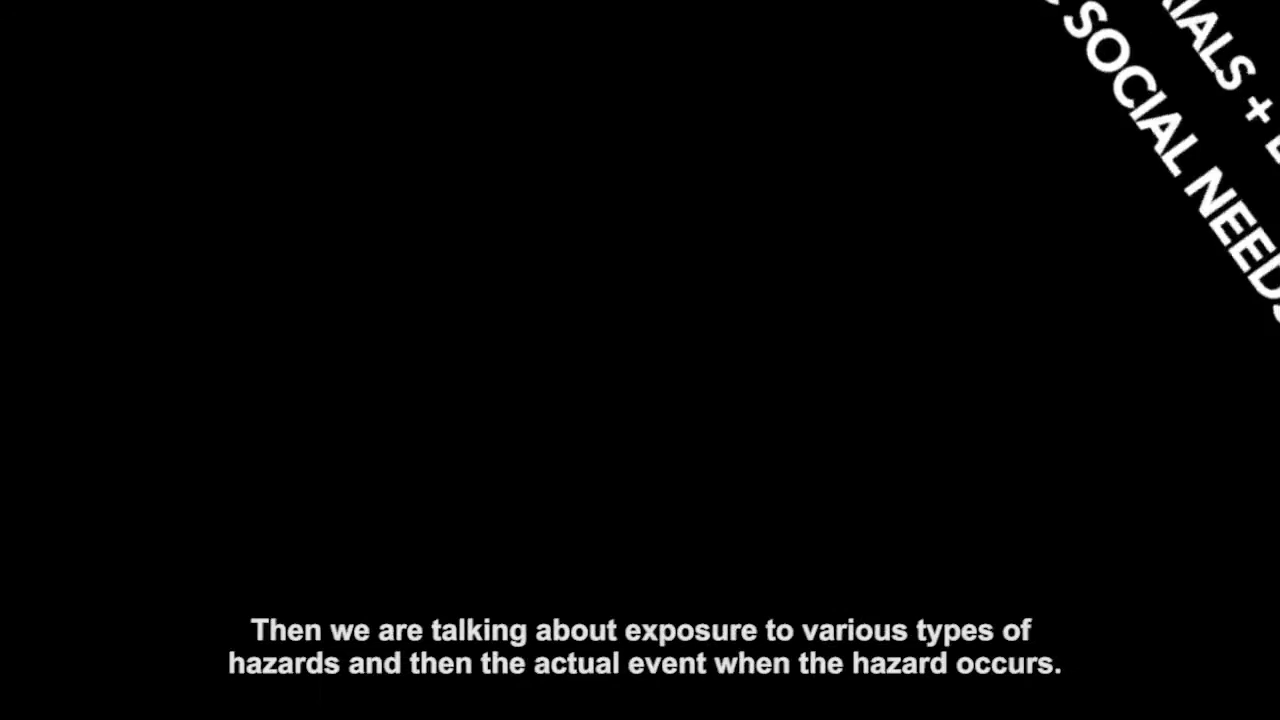 SOCIAL NEEDS
Then we are talking about exposure to various types of
hazards and then the actual event when the hazard occurs.